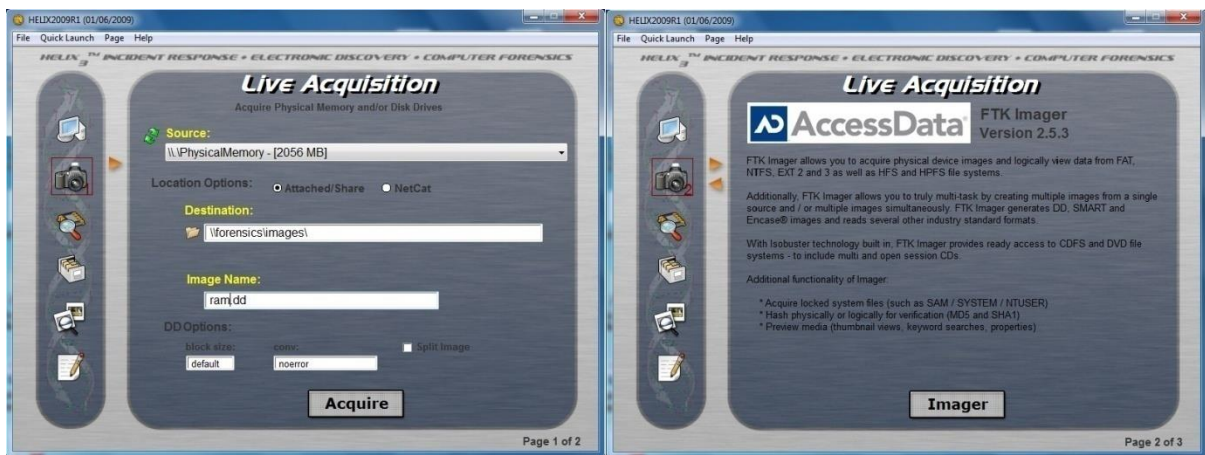 HELIX2009R1 (01/06/2009)
File Quick Launch Page Help
HELIX 3 TM INCIDENT RESPONSE • ELECTRONIC DISCOVERY • COMPUTER FORENSICS
Live Acquisition
Acquire Physical Memory and/or Disk Drives
Source:
\\.\PhysicalMemory - [2056 MB]
Location Options: Attached/Share NetCat
Destination:
\\forensics\images\
Image Name:
ram.dd
DD Options:
block size: conv: Split Image
default noerror
Acquire
Page 1 of 2
HELIX2009R1 (01/06/2009)
File Quick Launch Page Help
HELIX 3 TM INCIDENT RESPONSE • ELECTRONIC DISCOVERY • COMPUTER FORENSICS
Live Acquisition
AccessData
FTK Imager
Version 2.5.3
FTK Imager allows you to acquire physical device images and logically view data from FAT,
NTFS, EXT 2 and 3 as well as HFS and HPFS file systems.
Additionally, FTK Imager allows you to truly multi-task by creating multiple images from a single
source and / or multiple images simultaneously. FTK Imager generates DD, SMART and
Encase® images and reads several other industry standard formats.
With Isobuster technology built in, FTK Imager provides ready access to CDFS and DVD file
systems - to include multi and open session CDs.
Additional functionality of Imager:
* Acquire locked system files (such as SAM / SYSTEM / NTUSER)
* Hash physically or logically for verification (MD5 and SHA1)
* Preview media (thumbnail views, keyword searches, properties)
Imager
Page 2 of 3